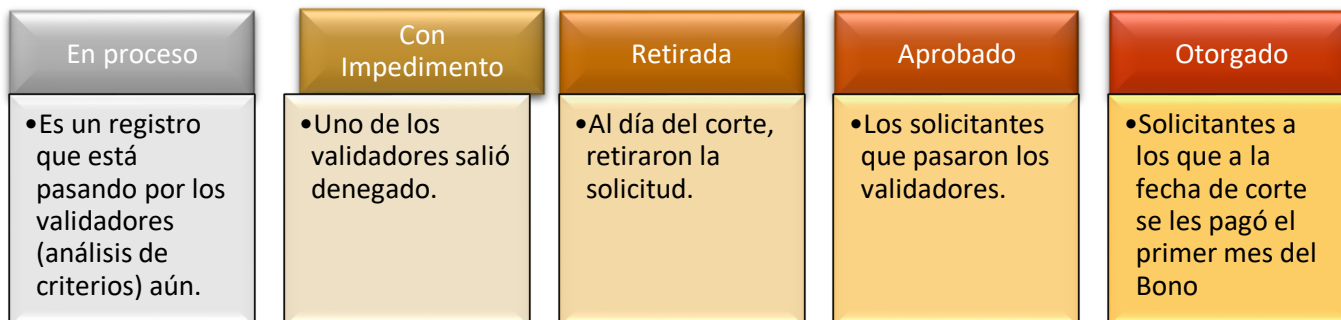 En proceso
•Es un registro
que está
pasando por los
validadores
(análisis de
criterios) aún.
Con
Impedimento
•Uno de los
validadores salió
denegado.
Retirada
•Al día del corte,
retiraron la
solicitud.
Aprobado
•Los solicitantes
que pasaron los
validadores.
Otorgado
•Solicitantes a
los que a la
fecha de corte
se les pagó el
primer mes del
Bono